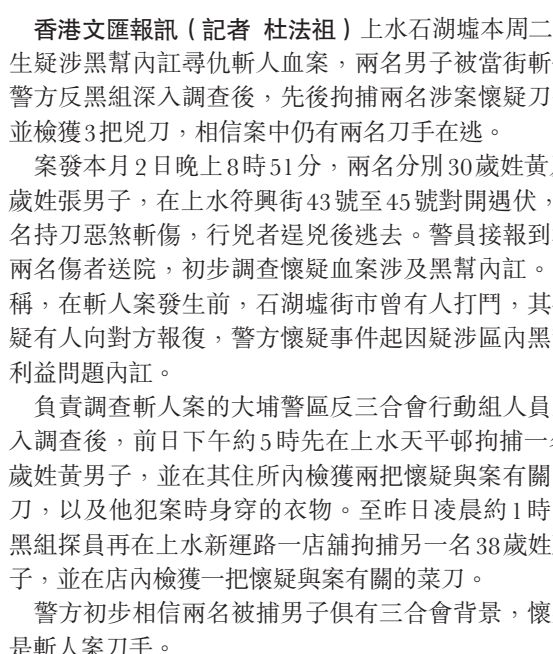 香港文匯報訊（記者 杜法祖）上水石湖墟本周二
生疑涉黑幫內訌尋仇斬人血案，兩名男子被當街斬
警方反黑組深入調查後，先後拘捕兩名涉案懷疑刀
並檢獲3把兇刀，相信案中仍有兩名刀手在逃。
案發本月2日晚上8時51分，兩名分別30歲姓黃
歲姓張男子，在上水符興街43號至45號對開遇伏，
名持刀惡煞斬傷，行兇者逞兇後逃去。警員接報到
兩名傷者送院，初步調查懷疑血案涉及黑幫內訌。
稱，在斬人案發生前，石湖墟街市曾有人打鬥，其
疑有人向對方報復，警方懷疑事件起因疑涉區內黑
利益問題內訌。
負責調查斬人案的大埔警區反三合會行動組人員
入調查後，前日下午約5時先在上水天平邨拘捕一
歲姓黃男子，並在其住所內檢獲兩把懷疑與案有關
刀，以及他犯案時身穿的衣物。至昨日凌晨約1時
黑組探員再在上水新運路一店舖拘捕另一名38歲姓
子，並在店內檢獲一把懷疑與案有關的菜刀。
警方初步相信兩名被捕男子俱有三合會背景，懷
是斬人案刀手。